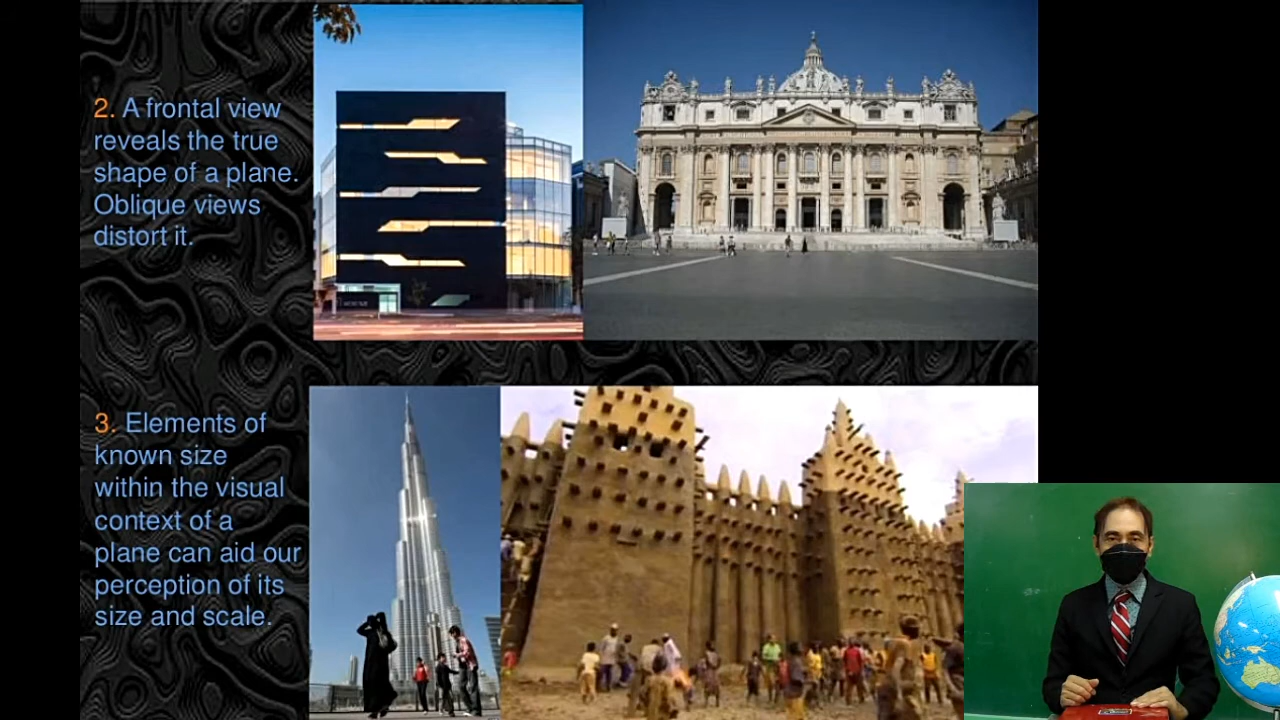 2. A frontal view
reveals the true
shape of a plane.
Oblique views
distort it.
3. Elements of
known size
within the visual
context of a
plane can aid our
perception of its
size and scale.